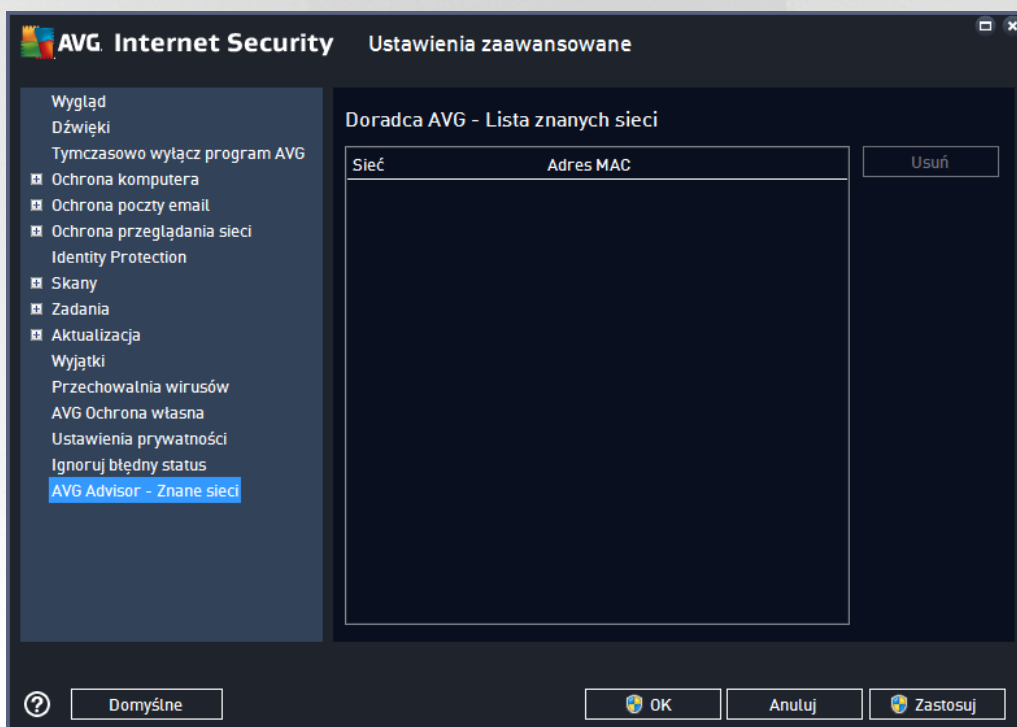 AVG. Internet Security Ustawienia zaawansowane
Wygląd
Dźwięki
Tymczasowo wyłącz program AVG
Ochrona komputera
Ochrona poczty email
Ochrona przeglądania sieci
Identity Protection
Skany
Zadania
Aktualizacja
Wyjątki
Przechowalnia wirusów
AVG Ochrona własna
Ustawienia prywatności
Ignoruj błędny status
AVG Advisor - Znane sieci
Doradca AVG - Lista znanych sieci
Sieć Adres MAC
Usuń
Domyślne OK Anuluj Zastosuj